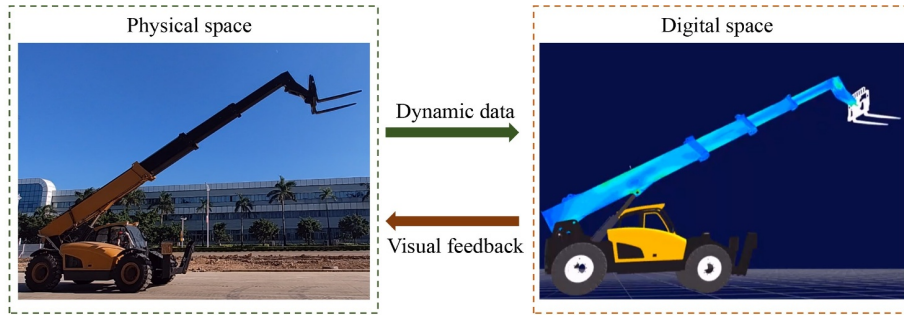 Physical space
Digital space
Dynamic data
Visual feedback